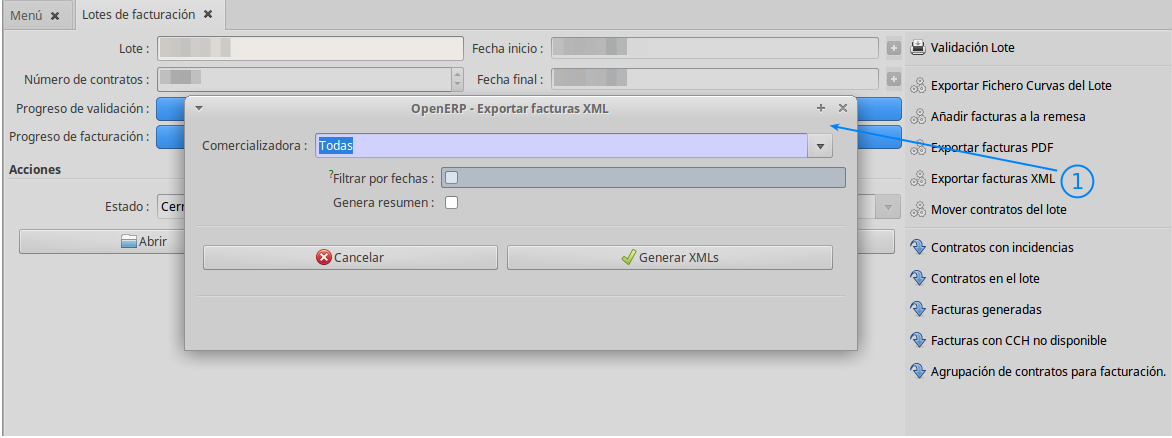 Menú
Lotes de facturación
Lote :
Fecha inicio :
Número de contratos :
Fecha final :
Progreso de validación :
Progreso de facturación :
Acciones
Estado :
Cerr
Abrir
OpenERP - Exportar facturas XML
Comercializadora :
Todas
?Filtrar por fechas :
Genera resumen :
Cancelar
Generar XMLs
Validación Lote
Exportar Fichero Curvas del Lote
Añadir facturas a la remesa
Exportar facturas PDF
Exportar facturas XML
1
Mover contratos del lote
Contratos con incidencias
Contratos en el lote
Facturas generadas
Facturas con CCH no disponible
Agrupación de contratos para facturación.